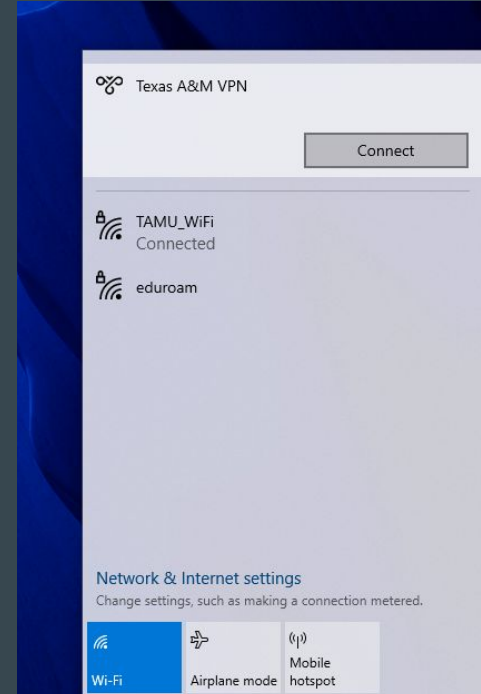 Texas A&M VPN
Connect
TAMU_WiFi
Connected
eduroam
Network & Internet settings
Change settings, such as making a connection metered.
Wi-Fi
Airplane mode
Mobile
hotspot